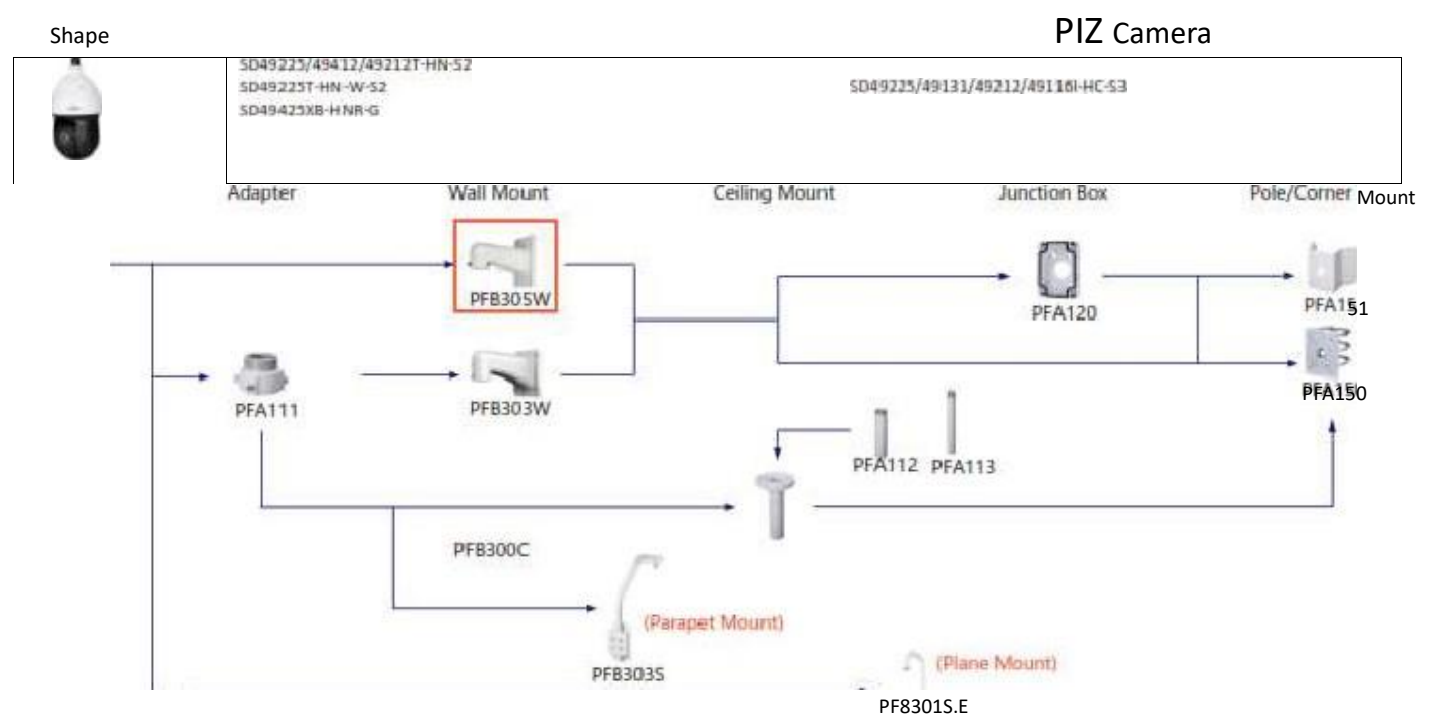 Shape
PIZ Camera
SD49225/49412/49212T-HN-S2
SD49225T-HN -W-S2
SD49425XB-HNR-G
SD49225/49131/49212/49116I-HC-S3
Adapter
Wall Mount
Ceiling Mount
Junction Box
Pole/Corner Mount
PFB305W
PFA120
PFA151
PFA111
PFB303W
PFA150
PFA112
PFA113
PFB300C
(Parapet Mount)
PFB303S
(Plane Mount)
PF8301S.E